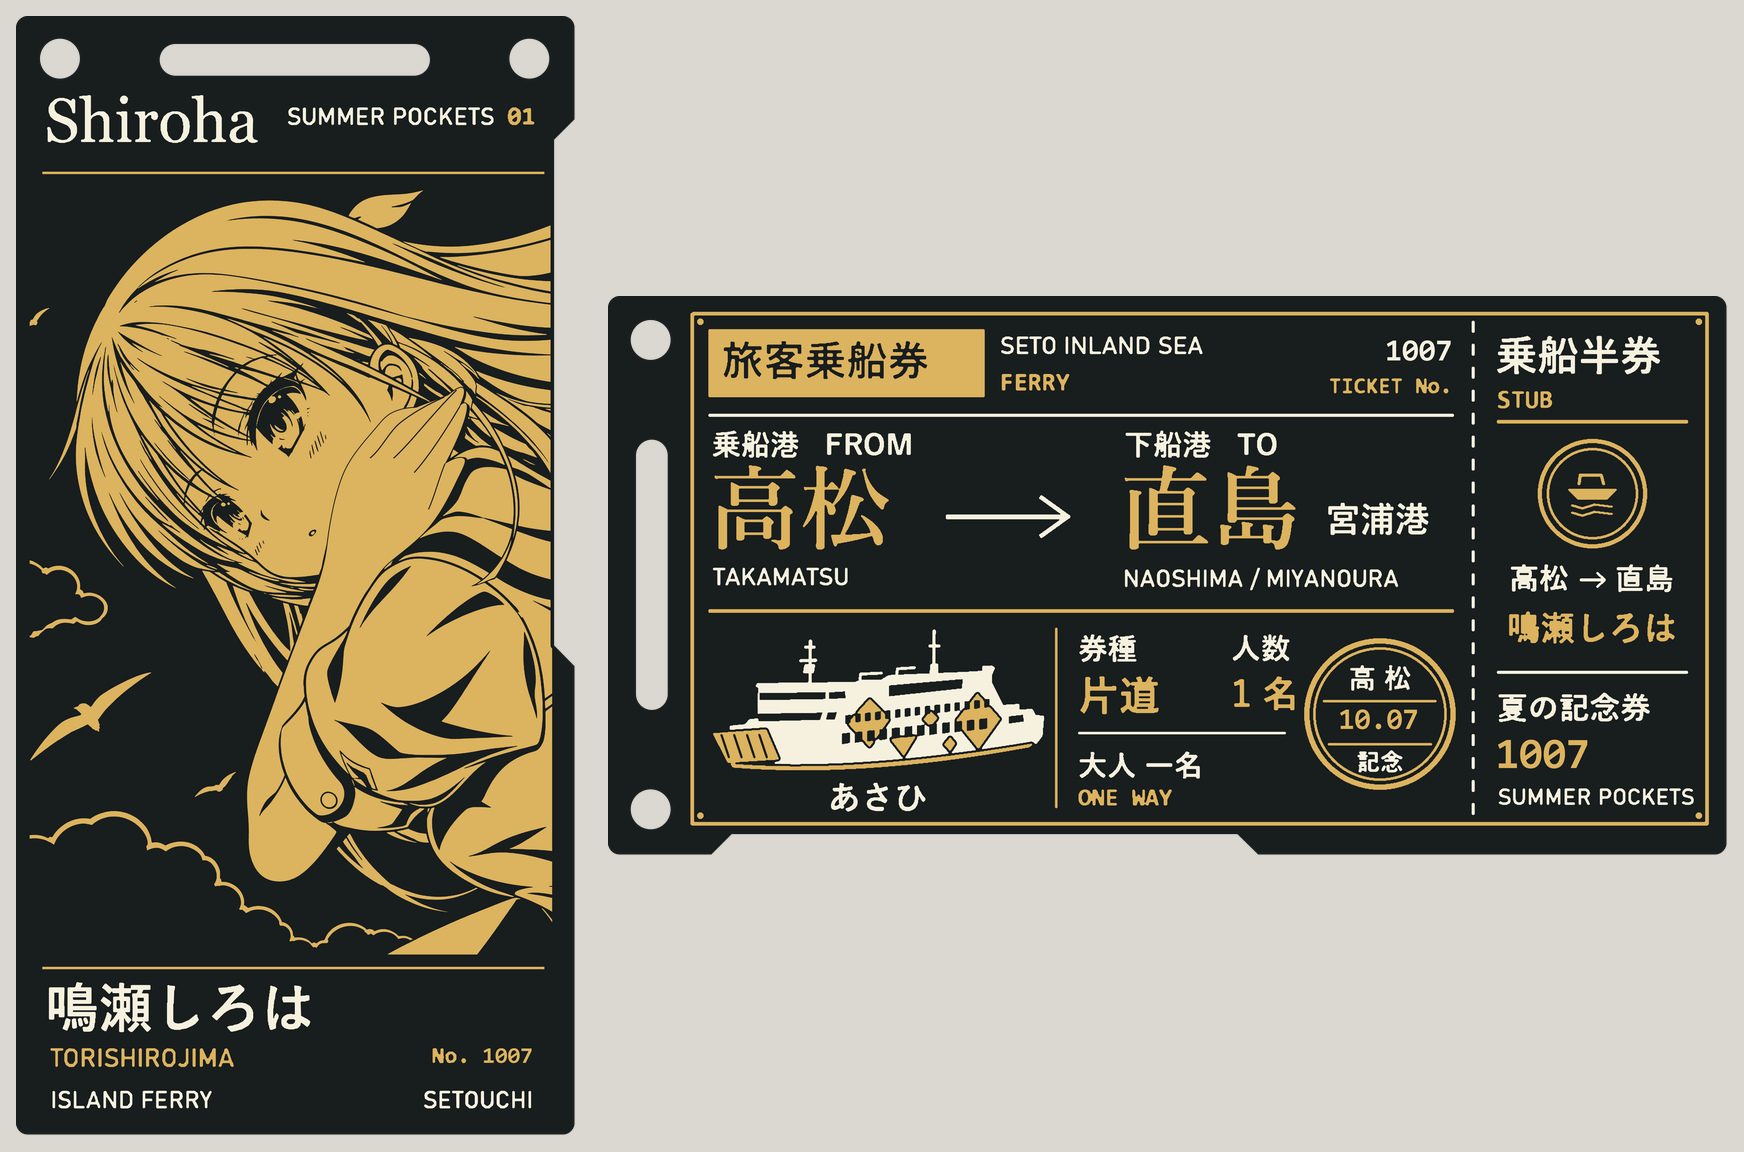 Shiroha
SUMMER POCKETS 01
鳴瀬しろは
TORISHIROJIMA
No. 1007
ISLAND FERRY
SETOUCHI
旅客乗船券
SETO INLAND SEA
FERRY
1007
TICKET No.
乗船港 FROM
高松
TAKAMATSU
下船港 TO
直島 宮浦港
NAOSHIMA / MIYANOURA
あさひ
券種
片道
人数
1 名
大人 一名
ONE WAY
高 松
10.07
記念
乗船半券
STUB
高松 → 直島
鳴瀬しろは
夏の記念券
1007
SUMMER POCKETS